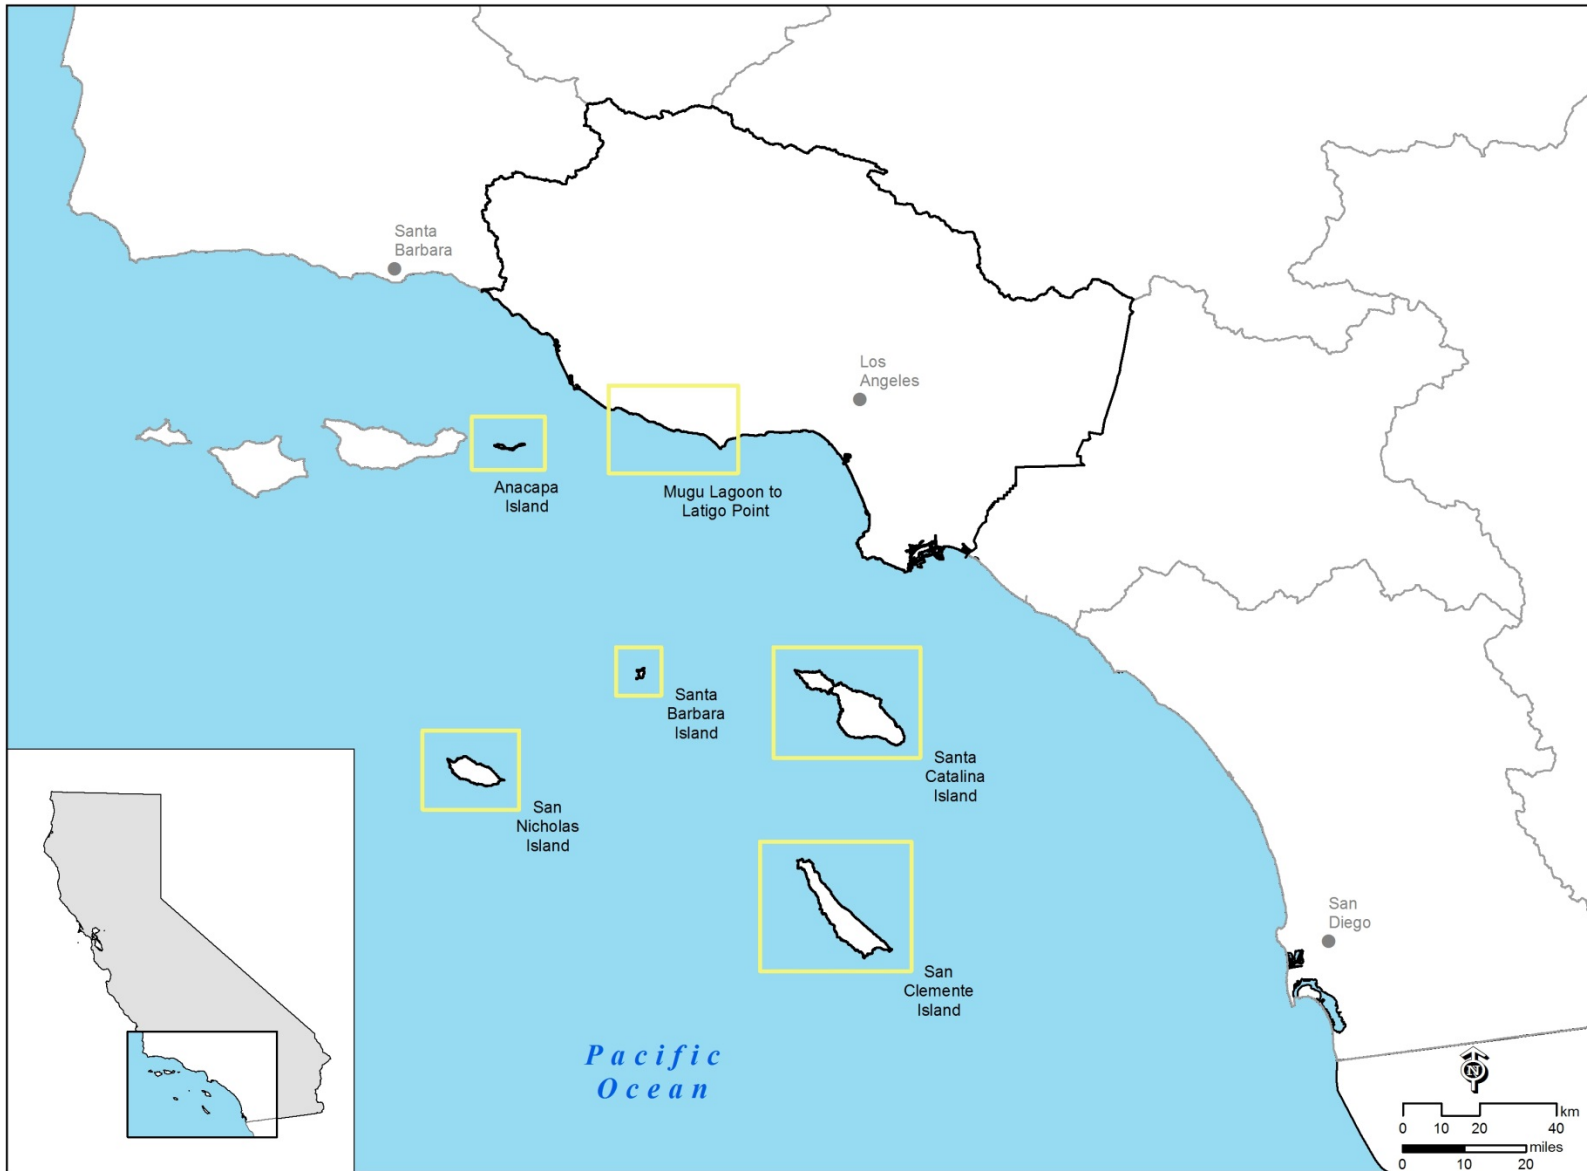 Santa
Barbara
Los
Angeles
Anacapa
Island
Mugu Lagoon to
Latigo Point
Santa
Barbara
Island
Santa
Catalina
Island
San
Nicholas
Island
San
Clemente
Island
San
Diego
Pacific
Ocean
N
km
0 10 20 40
miles
0 10 20